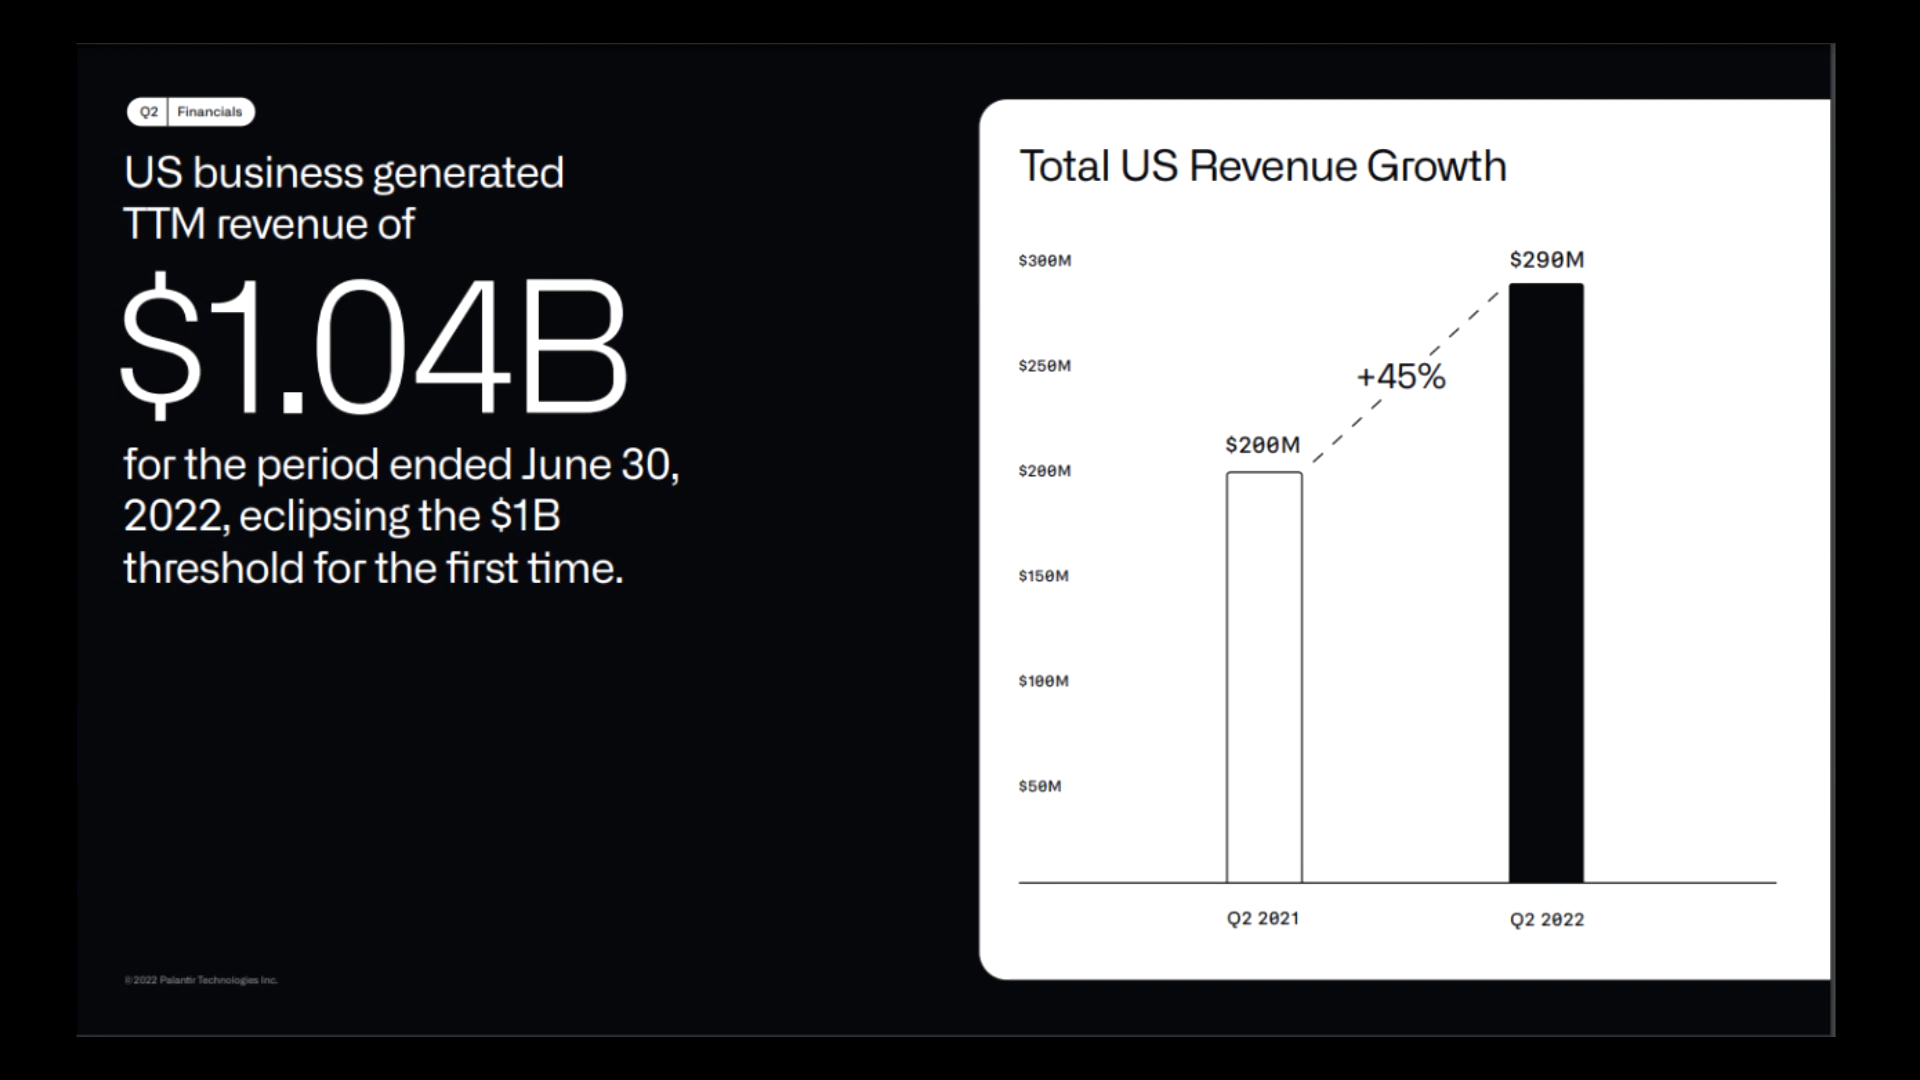 Q2 Financials
US business generated
TTM revenue of
$1.04B
for the period ended June 30,
2022, eclipsing the $1B
threshold for the first time.
©2022 Palantir Technologies Inc.
Total US Revenue Growth
$300M
$250M
$200M
$150M
$100M
$50M
$200M
+45%
$290M
Q2 2021
Q2 2022